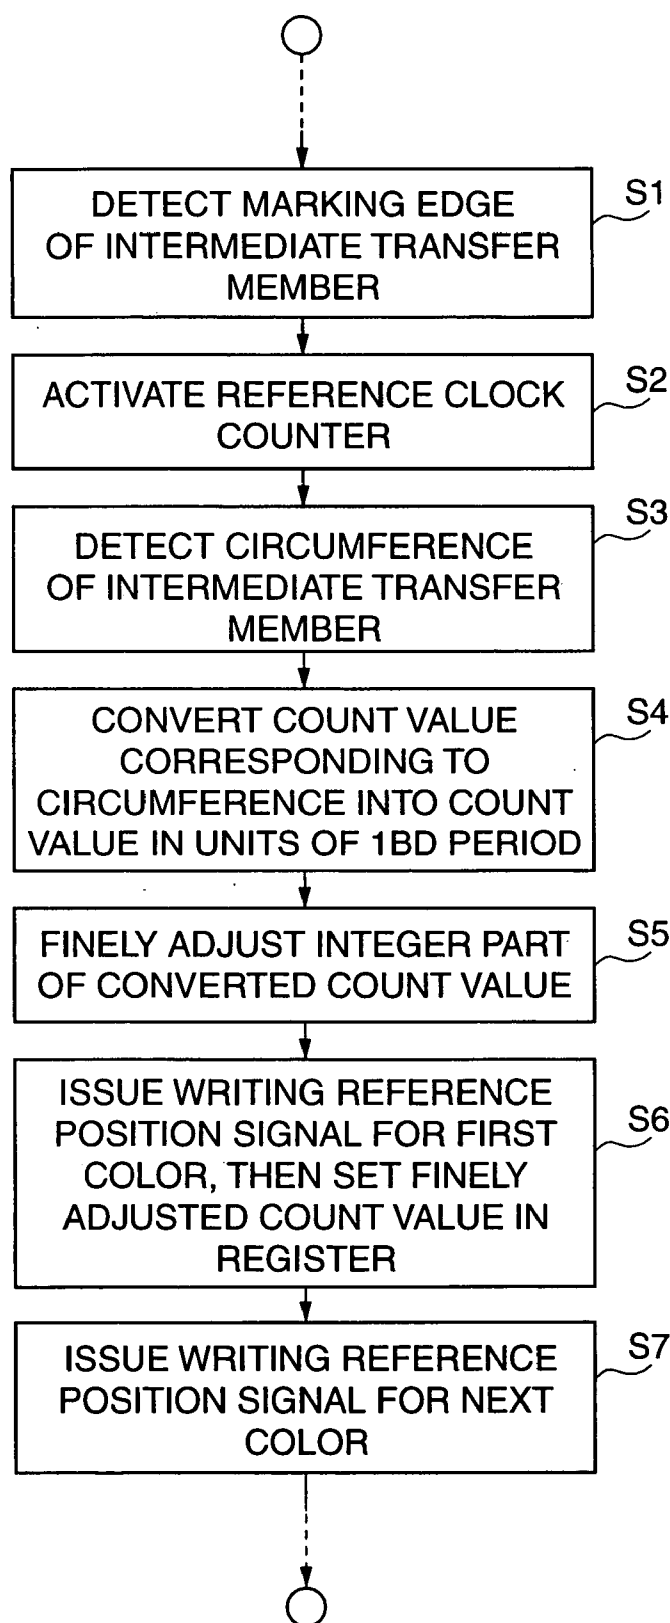 S1
DETECT MARKING EDGE
OF INTERMEDIATE TRANSFER
MEMBER
S2
ACTIVATE REFERENCE CLOCK
COUNTER
S3
DETECT CIRCUMFERENCE
OF INTERMEDIATE TRANSFER
MEMBER
S4
CONVERT COUNT VALUE
CORRESPONDING TO
CIRCUMFERENCE INTO COUNT
VALUE IN UNITS OF 1BD PERIOD
S5
FINELY ADJUST INTEGER PART
OF CONVERTED COUNT VALUE
S6
ISSUE WRITING REFERENCE
POSITION SIGNAL FOR FIRST
COLOR, THEN SET FINELY
ADJUSTED COUNT VALUE IN
REGISTER
S7
ISSUE WRITING REFERENCE
POSITION SIGNAL FOR NEXT
COLOR